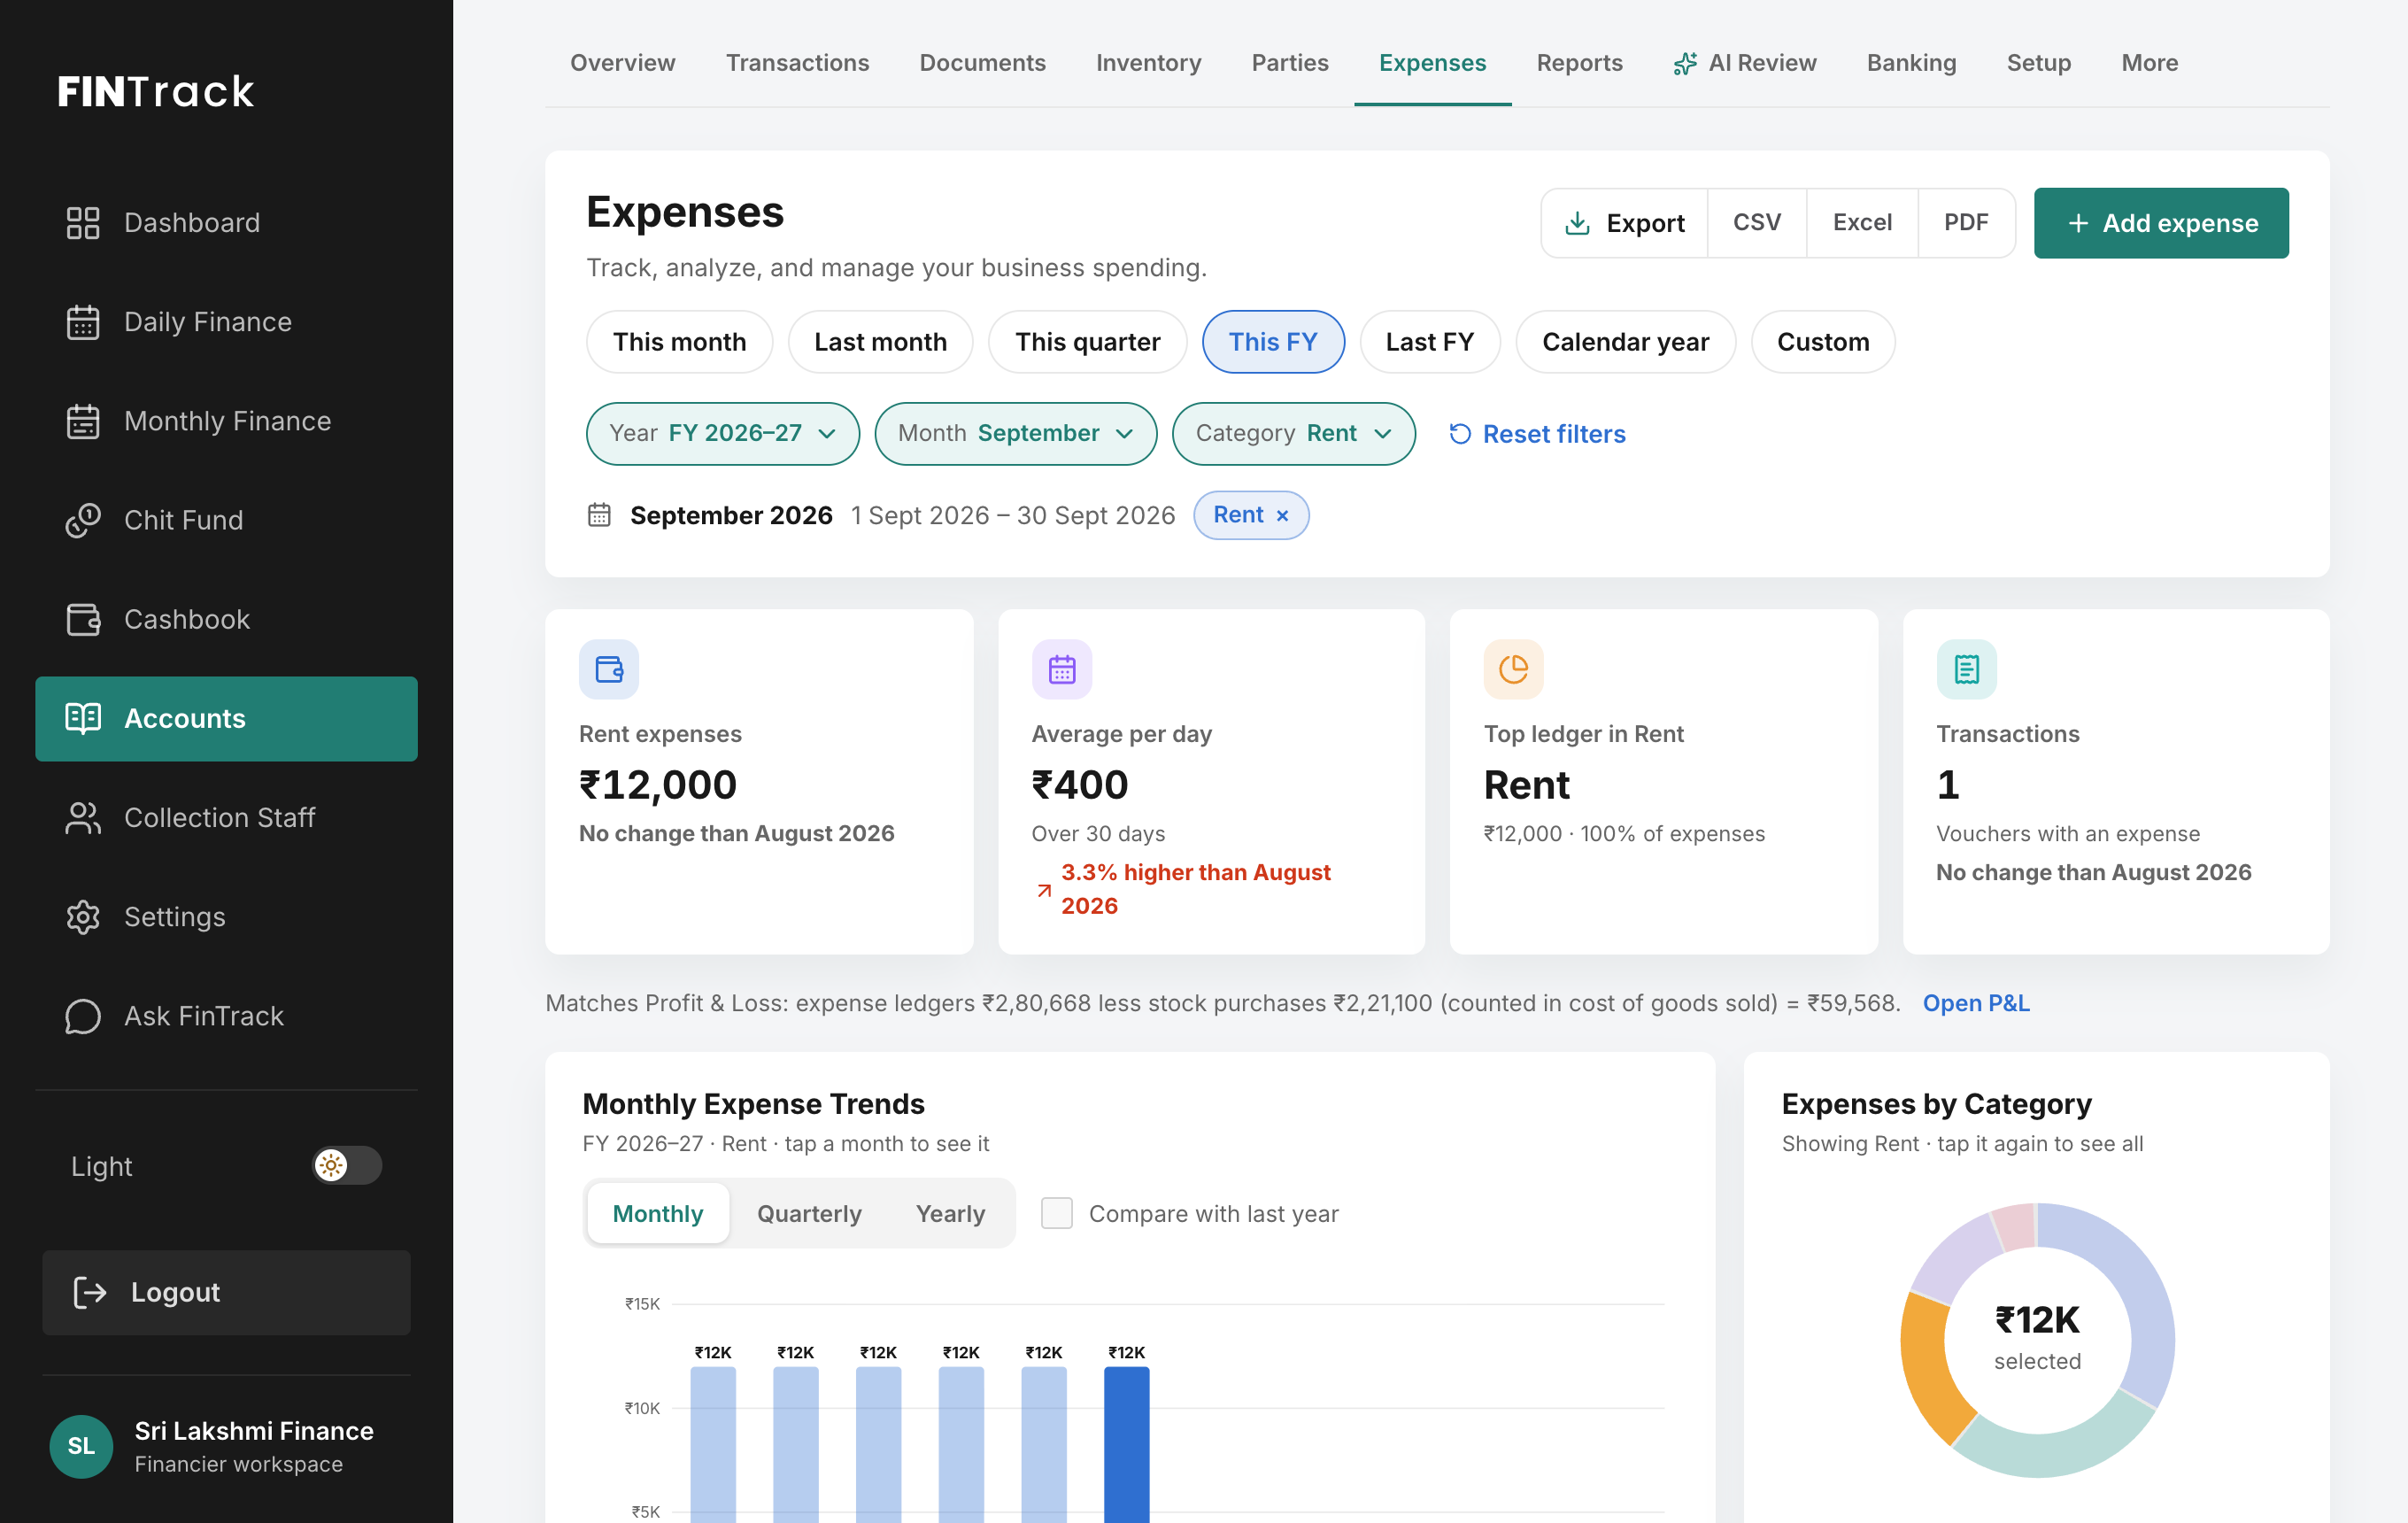 FINTrack
Dashboard
Daily Finance
Monthly Finance
Chit Fund
Cashbook
Accounts
Collection Staff
Settings
Ask FinTrack
Light
Logout
SL
Sri Lakshmi Finance
Financier workspace
Overview Transactions Documents Inventory Parties Expenses Reports AI Review Banking Setup More
Expenses
Track, analyze, and manage your business spending.
Export CSV Excel PDF + Add expense
This month Last month This quarter This FY Last FY Calendar year Custom
Year FY 2026–27 Month September Category Rent Reset filters
September 2026 1 Sept 2026 – 30 Sept 2026 Rent ×
Rent expenses
₹12,000
No change than August 2026
Average per day
₹400
Over 30 days
3.3% higher than August
2026
Top ledger in Rent
Rent
₹12,000 · 100% of expenses
Transactions
1
Vouchers with an expense
No change than August 2026
Matches Profit & Loss: expense ledgers ₹2,80,668 less stock purchases ₹2,21,100 (counted in cost of goods sold) = ₹59,568. Open P&L
Monthly Expense Trends
FY 2026–27 · Rent · tap a month to see it
Monthly Quarterly Yearly Compare with last year
₹15K
₹12K ₹12K ₹12K ₹12K ₹12K ₹12K
₹10K
₹5K
Expenses by Category
Showing Rent · tap it again to see all
₹12K
selected